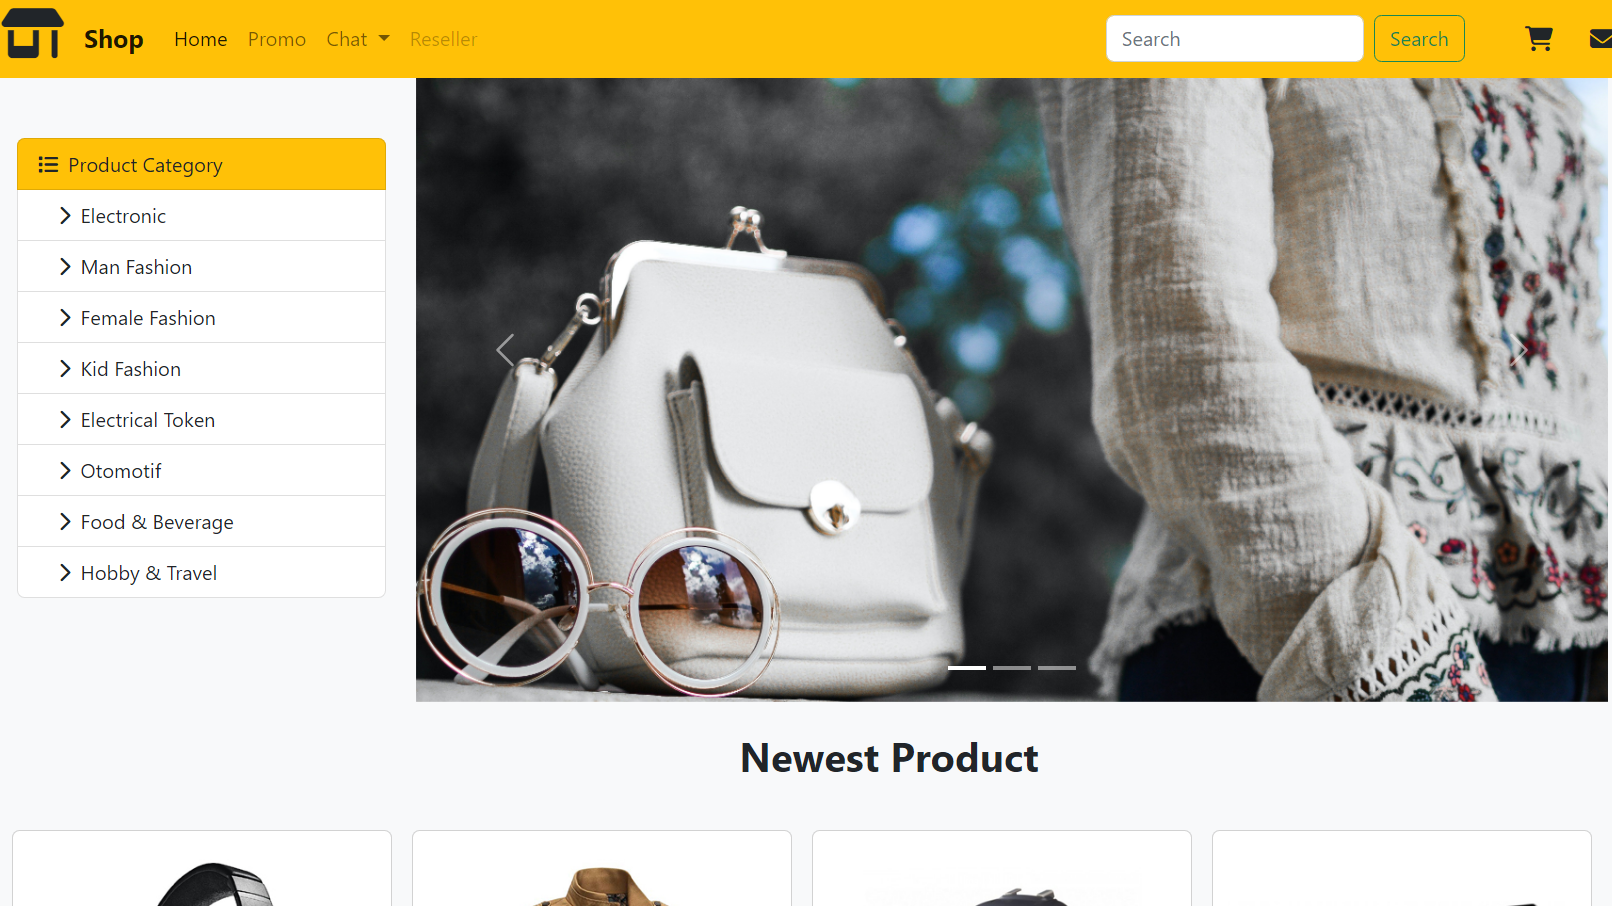 Shop Home Promo Chat Reseller Search Search
Product Category
Electronic
Man Fashion
Female Fashion
Kid Fashion
Electrical Token
Otomotif
Food & Beverage
Hobby & Travel
Newest Product